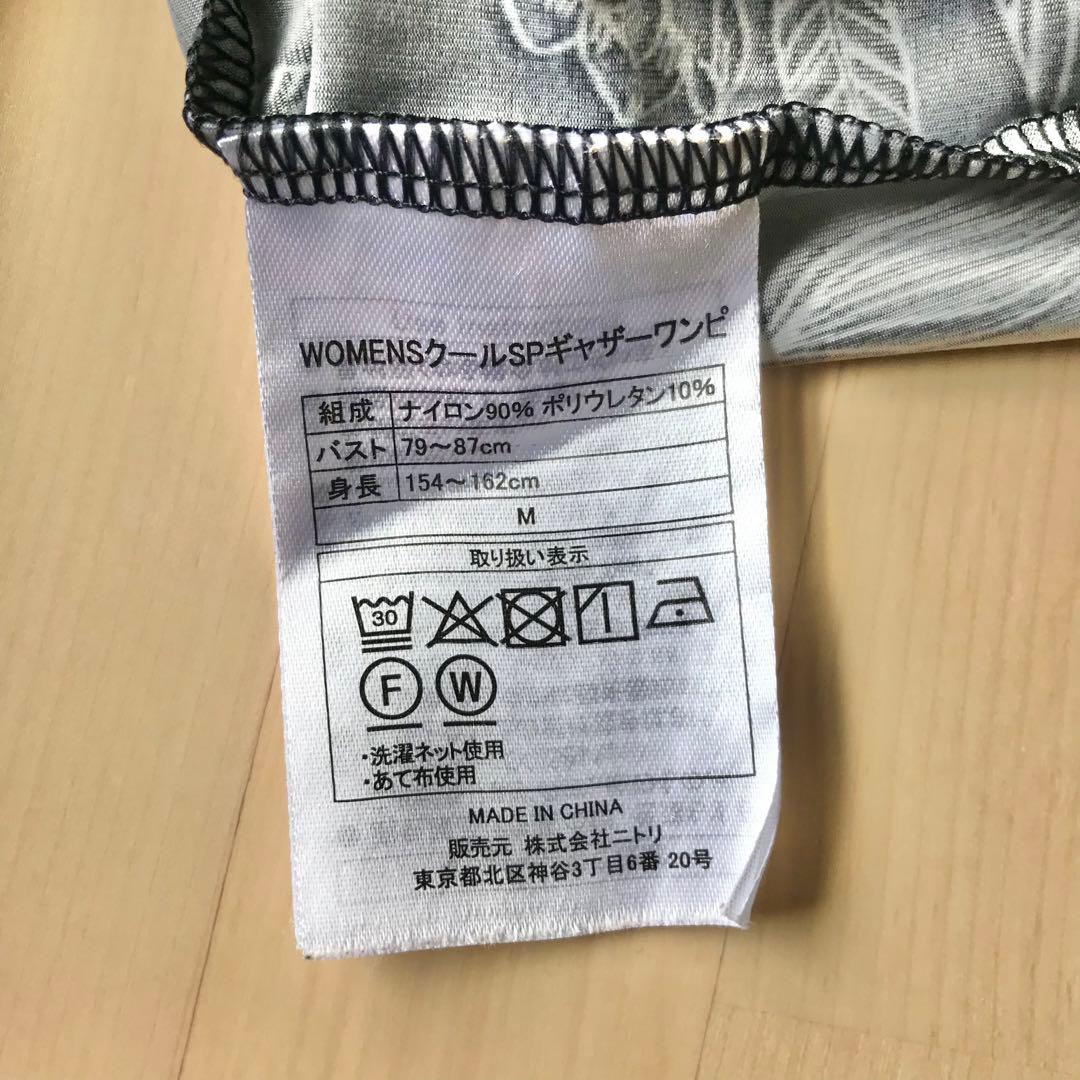 WOMENSクールSPギャザーワンピ
組成 ナイロン90% ポリウレタン10%
バスト 79～87cm
身長 154～162cm
M
取り扱い表示
30
F W
・洗濯ネット使用
・あて布使用
MADE IN CHINA
販売元 株式会社ニトリ
東京都北区神谷3丁目6番 20号